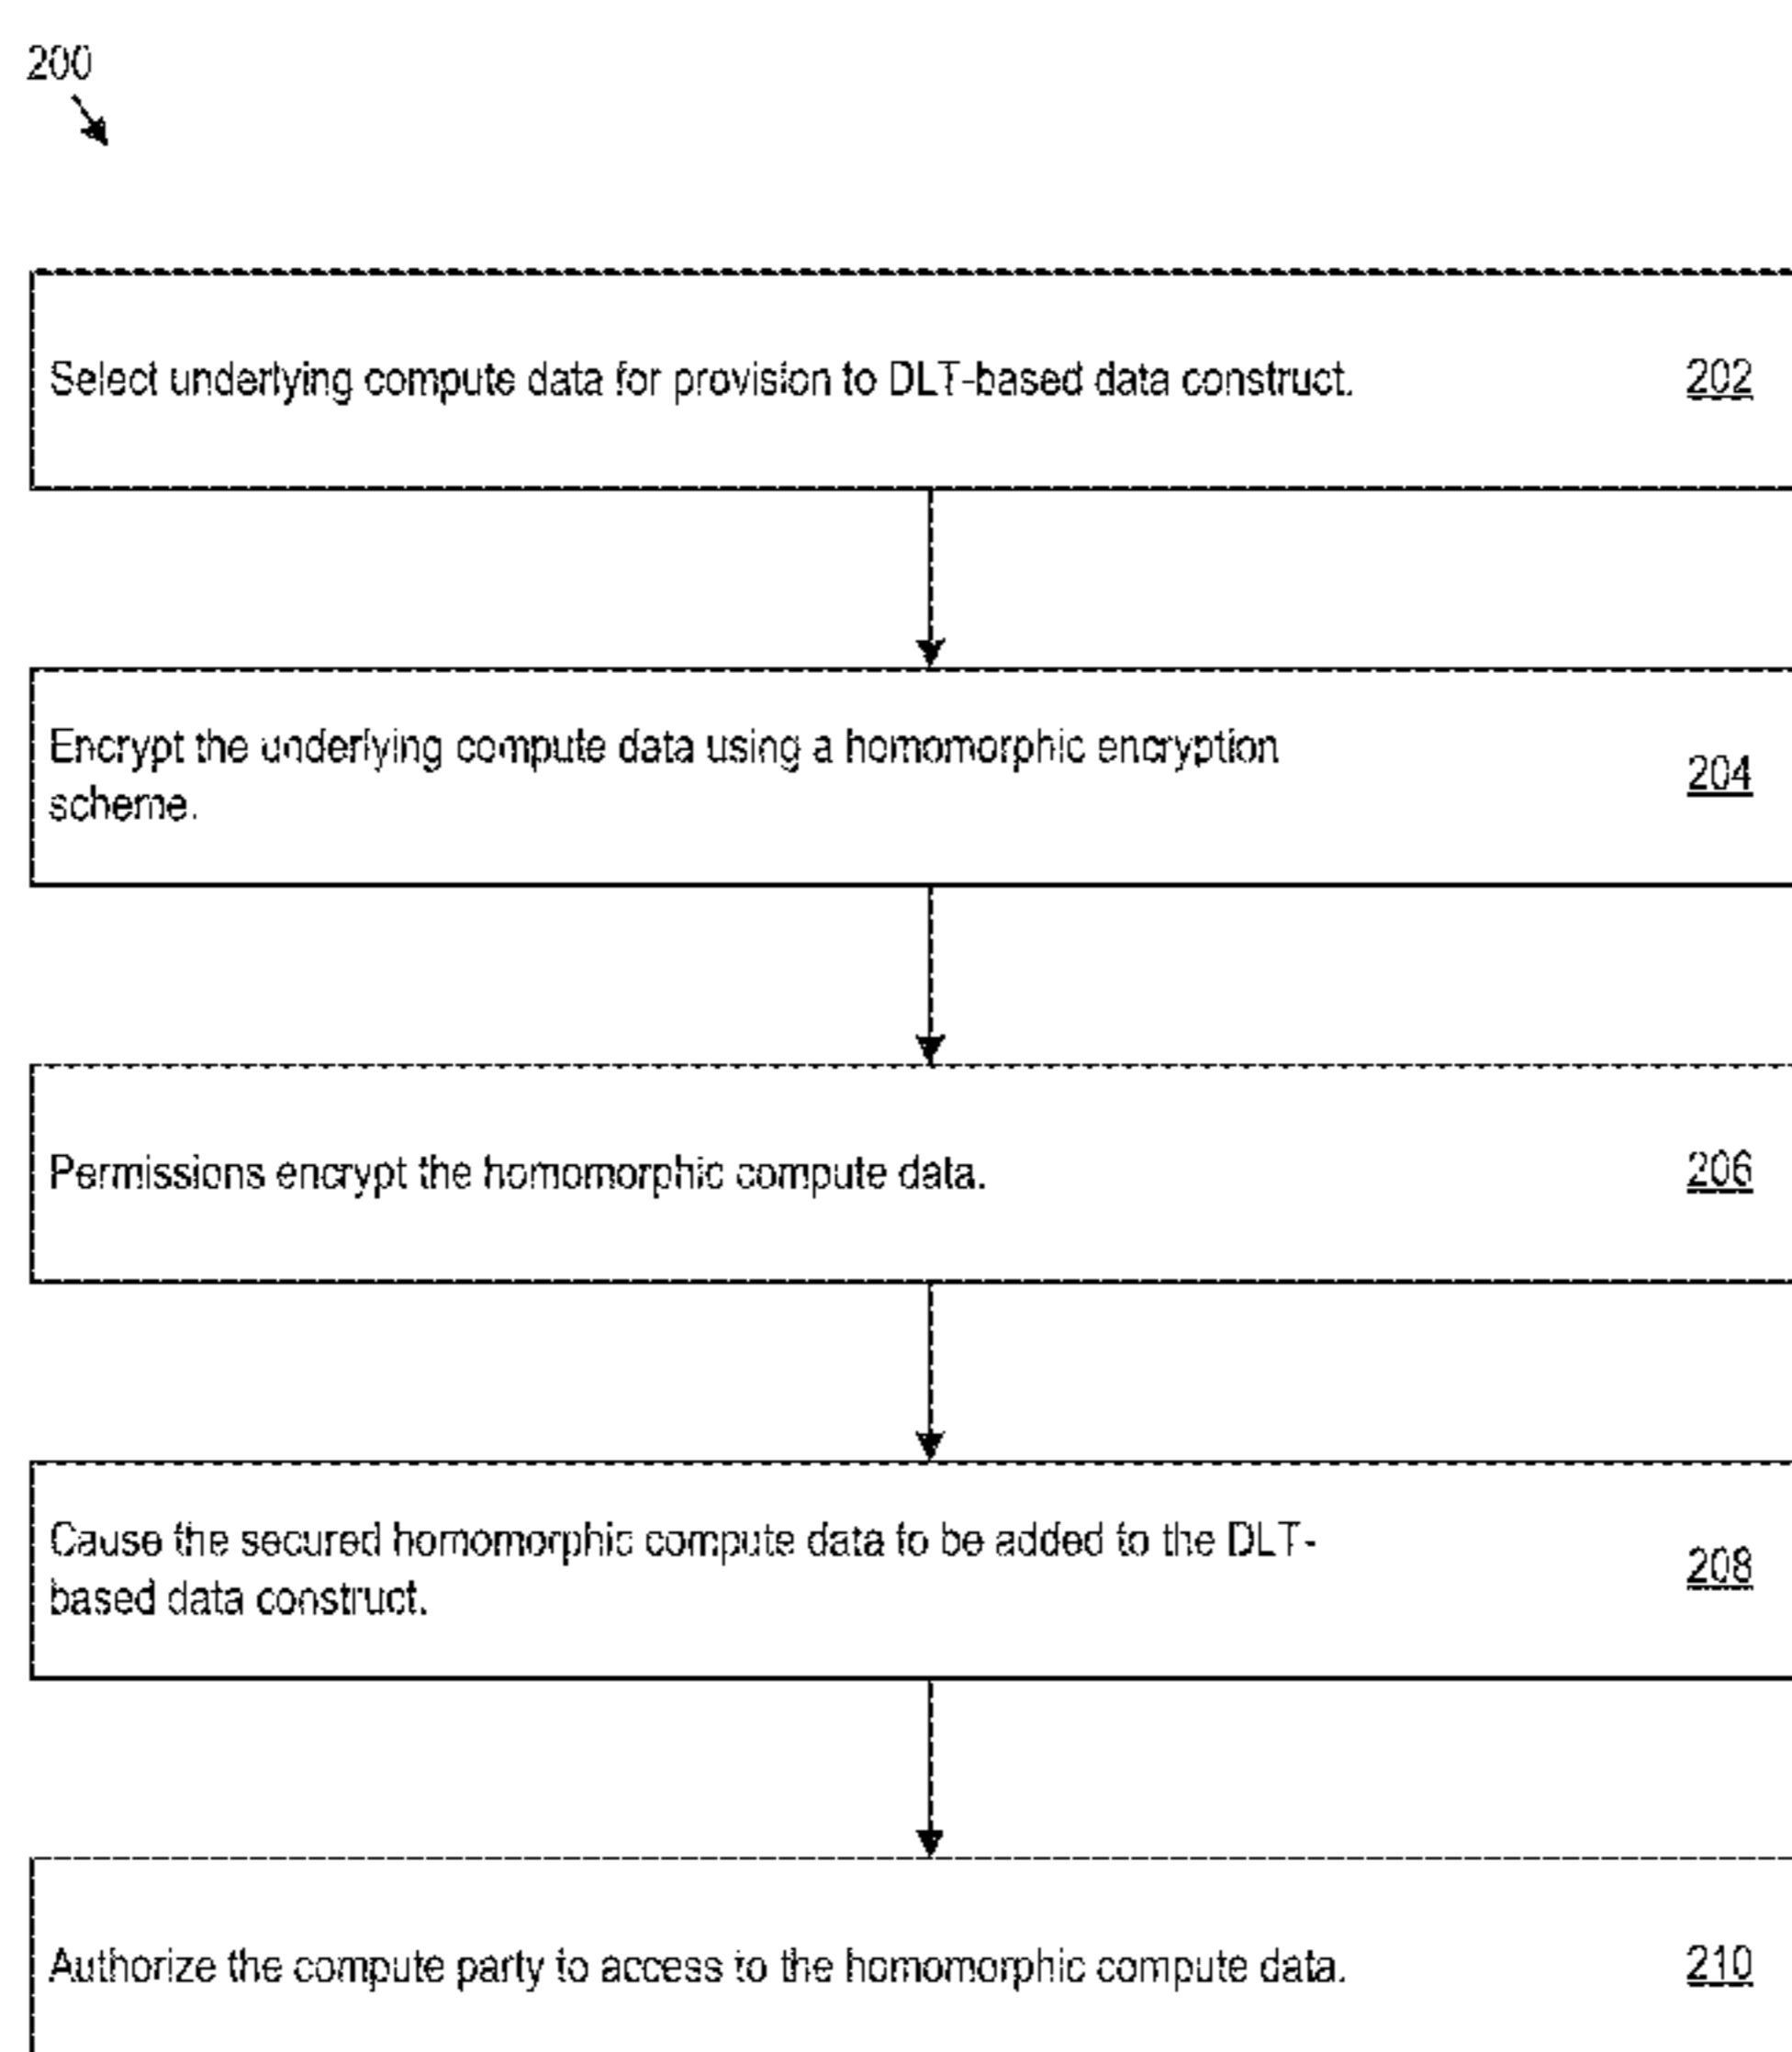 200
Select underlying compute data for provision to DLT-based data construct. 202
Encrypt the underlying compute data using a homomorphic encryption
scheme. 204
Permissions encrypt the homomorphic compute data. 206
Cause the secured homomorphic compute data to be added to the DLT-
based data construct. 208
Authorize the compute party to access to the homomorphic compute data. 210